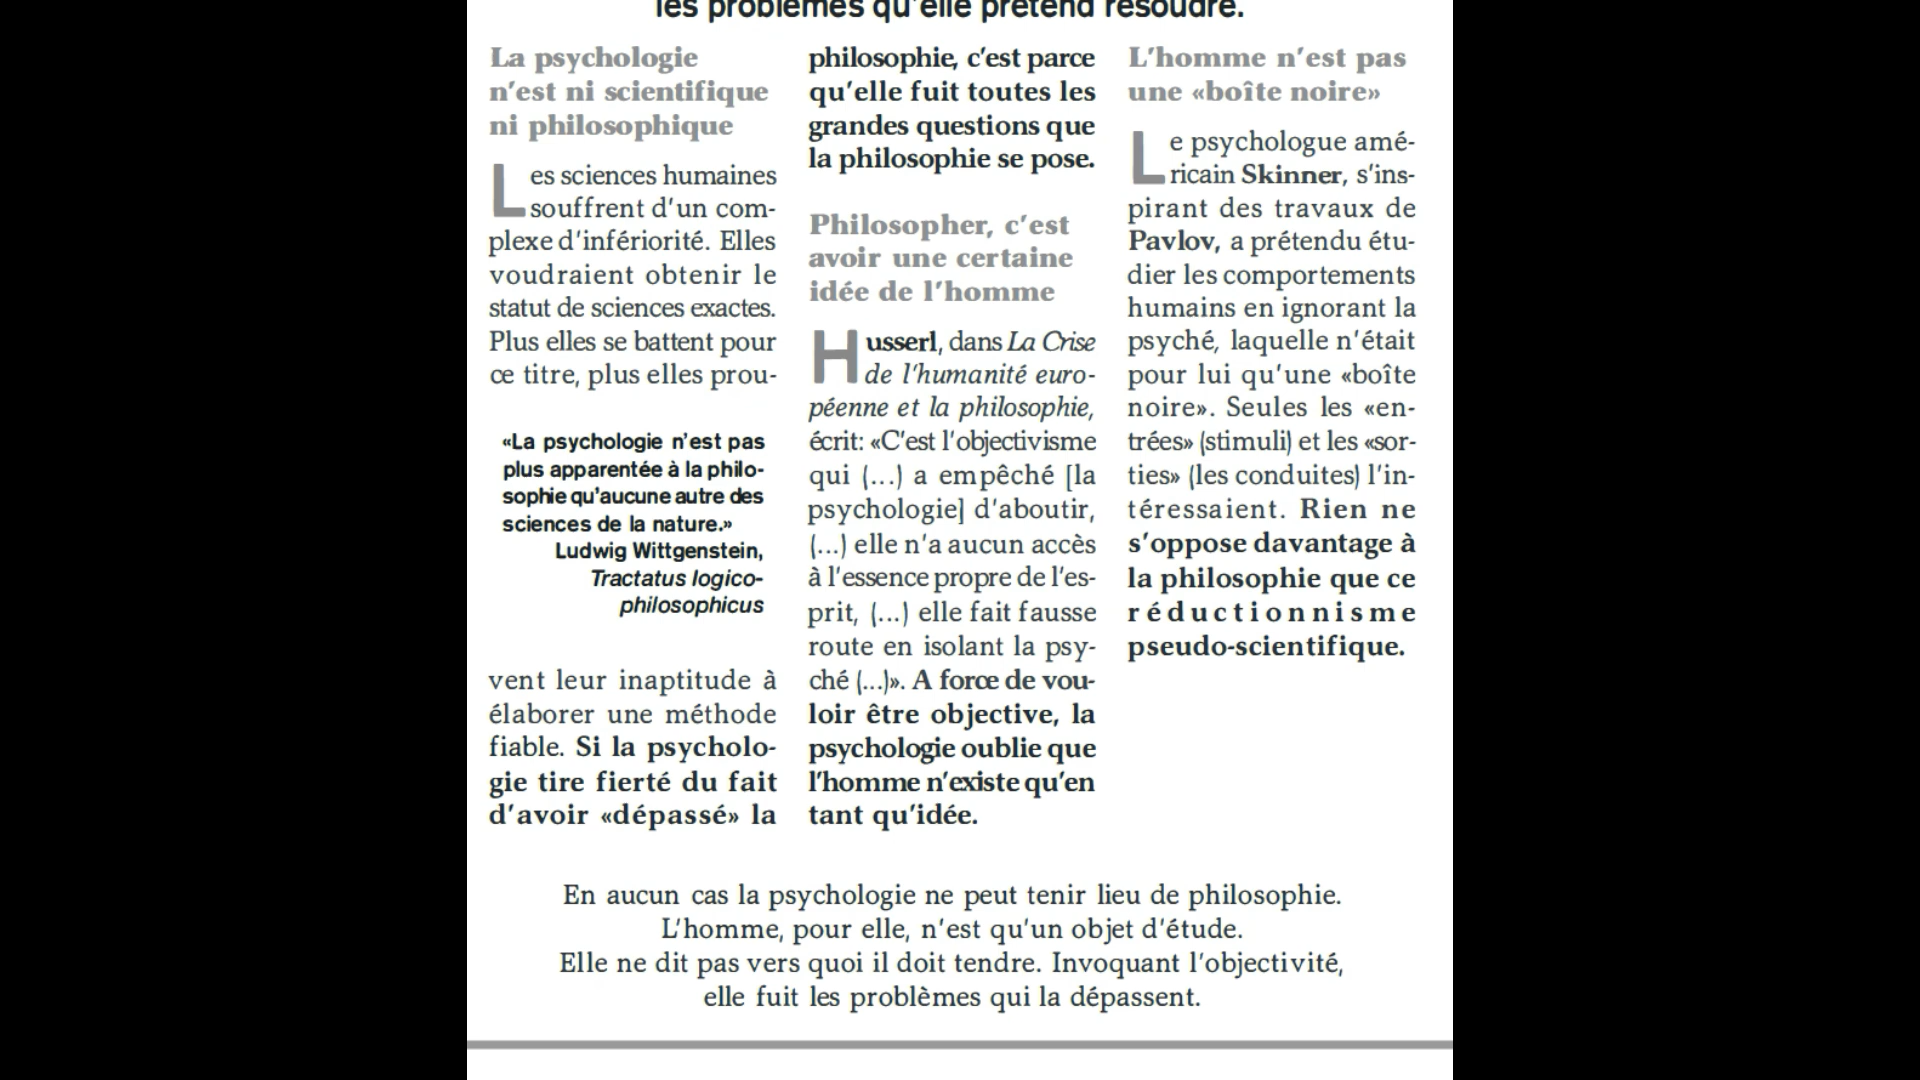 les problèmes qu'elle prétend résoudre.
La psychologie
n'est ni scientifique
ni philosophique
Les sciences humaines
souffrent d'un com-
plexe d'infériorité. Elles
voudraient obtenir le
statut de sciences exactes.
Plus elles se battent pour
ce titre, plus elles prou-
«La psychologie n'est pas
plus apparentée à la philo-
sophie qu'aucune autre des
sciences de la nature.»
Ludwig Wittgenstein,
Tractatus logico-
philosophicus
vent leur inaptitude à
élaborer une méthode
fiable. Si la psycholo-
gie tire fierté du fait
d'avoir «dépassé» la
philosophie, c'est parce
qu'elle fuit toutes les
grandes questions que
la philosophie se pose.
Philosopher, c'est
avoir une certaine
idée de l'homme
Husserl, dans La Crise
de l'humanité euro-
péenne et la philosophie,
écrit: «C'est l'objectivisme
qui (...) a empêché [la
psychologie] d'aboutir,
(...) elle n'a aucun accès
à l'essence propre de l'es-
prit, (...) elle fait fausse
route en isolant la psy-
ché (...)». A force de vou-
loir être objective, la
psychologie oublie que
l'homme n'existe qu'en
tant qu'idée.
L'homme n'est pas
une «boîte noire»
Le psychologue amé-
ricain Skinner, s'ins-
pirant des travaux de
Pavlov, a prétendu étu-
dier les comportements
humains en ignorant la
psyché, laquelle n'était
pour lui qu'une «boîte
noire». Seules les «en-
trées» (stimuli) et les «sor-
ties» (les conduites) l'in-
téressaient. Rien ne
s'oppose davantage à
la philosophie que ce
réductionnisme
pseudo-scientifique.
En aucun cas la psychologie ne peut tenir lieu de philosophie.
L'homme, pour elle, n'est qu'un objet d'étude.
Elle ne dit pas vers quoi il doit tendre. Invoquant l'objectivité,
elle fuit les problèmes qui la dépassent.